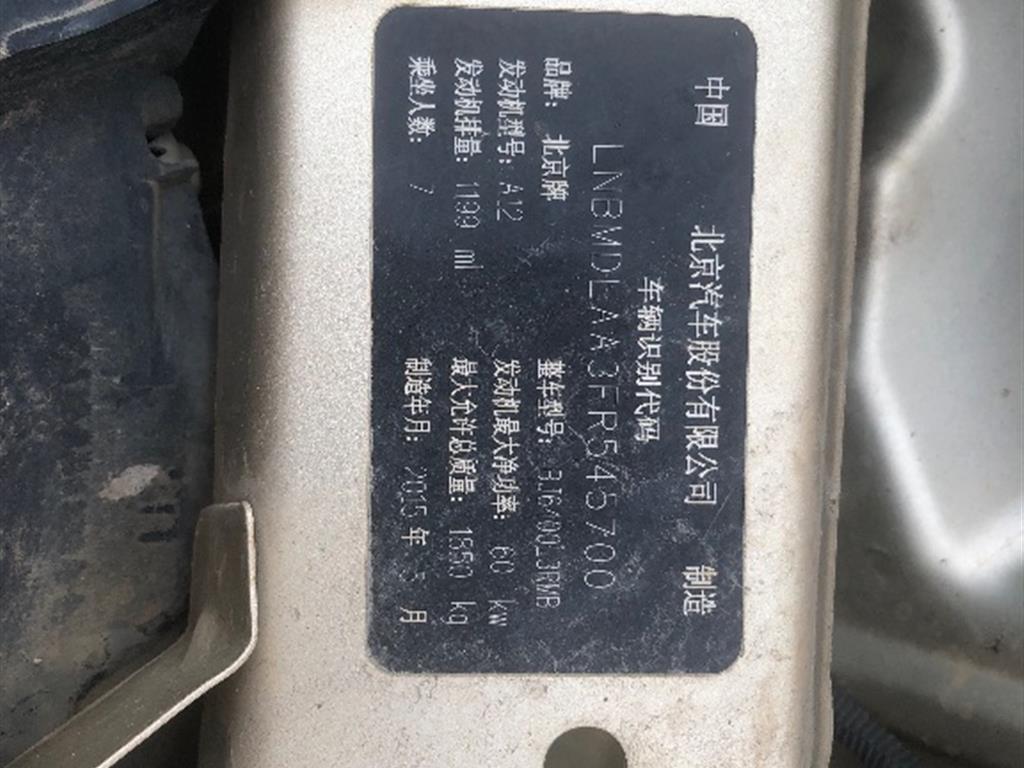 中国 北京汽车股份有限公司 制造
车辆识别代码
LNBMDLAA3FR545700
品牌: 北京牌 整车型号:
发动机型号: A12 发动机最大净功率: 60 kW
发动机排量: 1199 ml 最大允许总质量: 1850 kg
乘坐人数: 7 制造年月: 2015 年 5 月